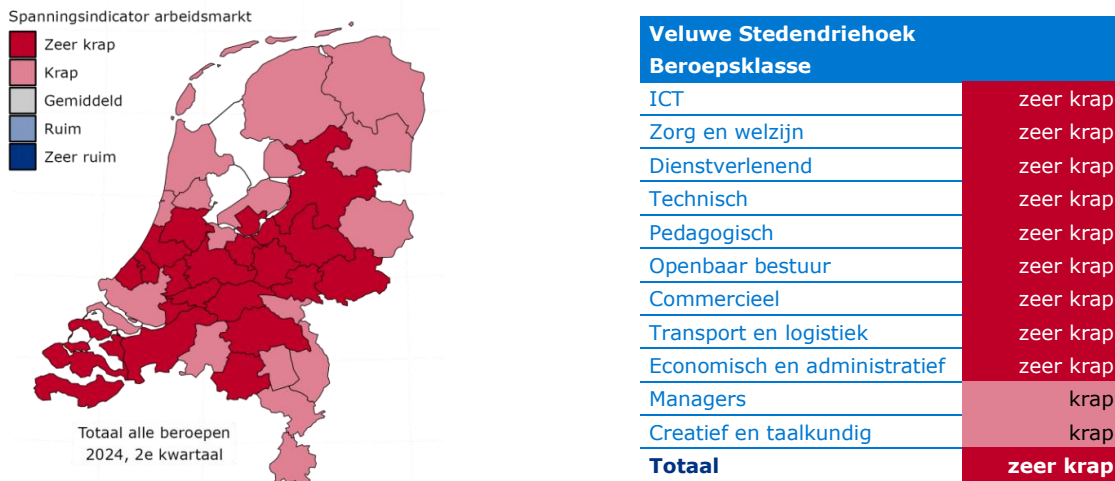 Spanningsindicator arbeidsmarkt
Zeer krap
Krap
Gemiddeld
Ruim
Zeer ruim
Totaal alle beroepen
2024, 2e kwartaal
Veluwe Stedendriehoek
Beroepsklasse
ICT zeer krap
Zorg en welzijn zeer krap
Dienstverlenend zeer krap
Technisch zeer krap
Pedagogisch zeer krap
Openbaar bestuur zeer krap
Commercieel zeer krap
Transport en logistiek zeer krap
Economisch en administratief zeer krap
Managers krap
Creatief en taalkundig krap
Totaal zeer krap